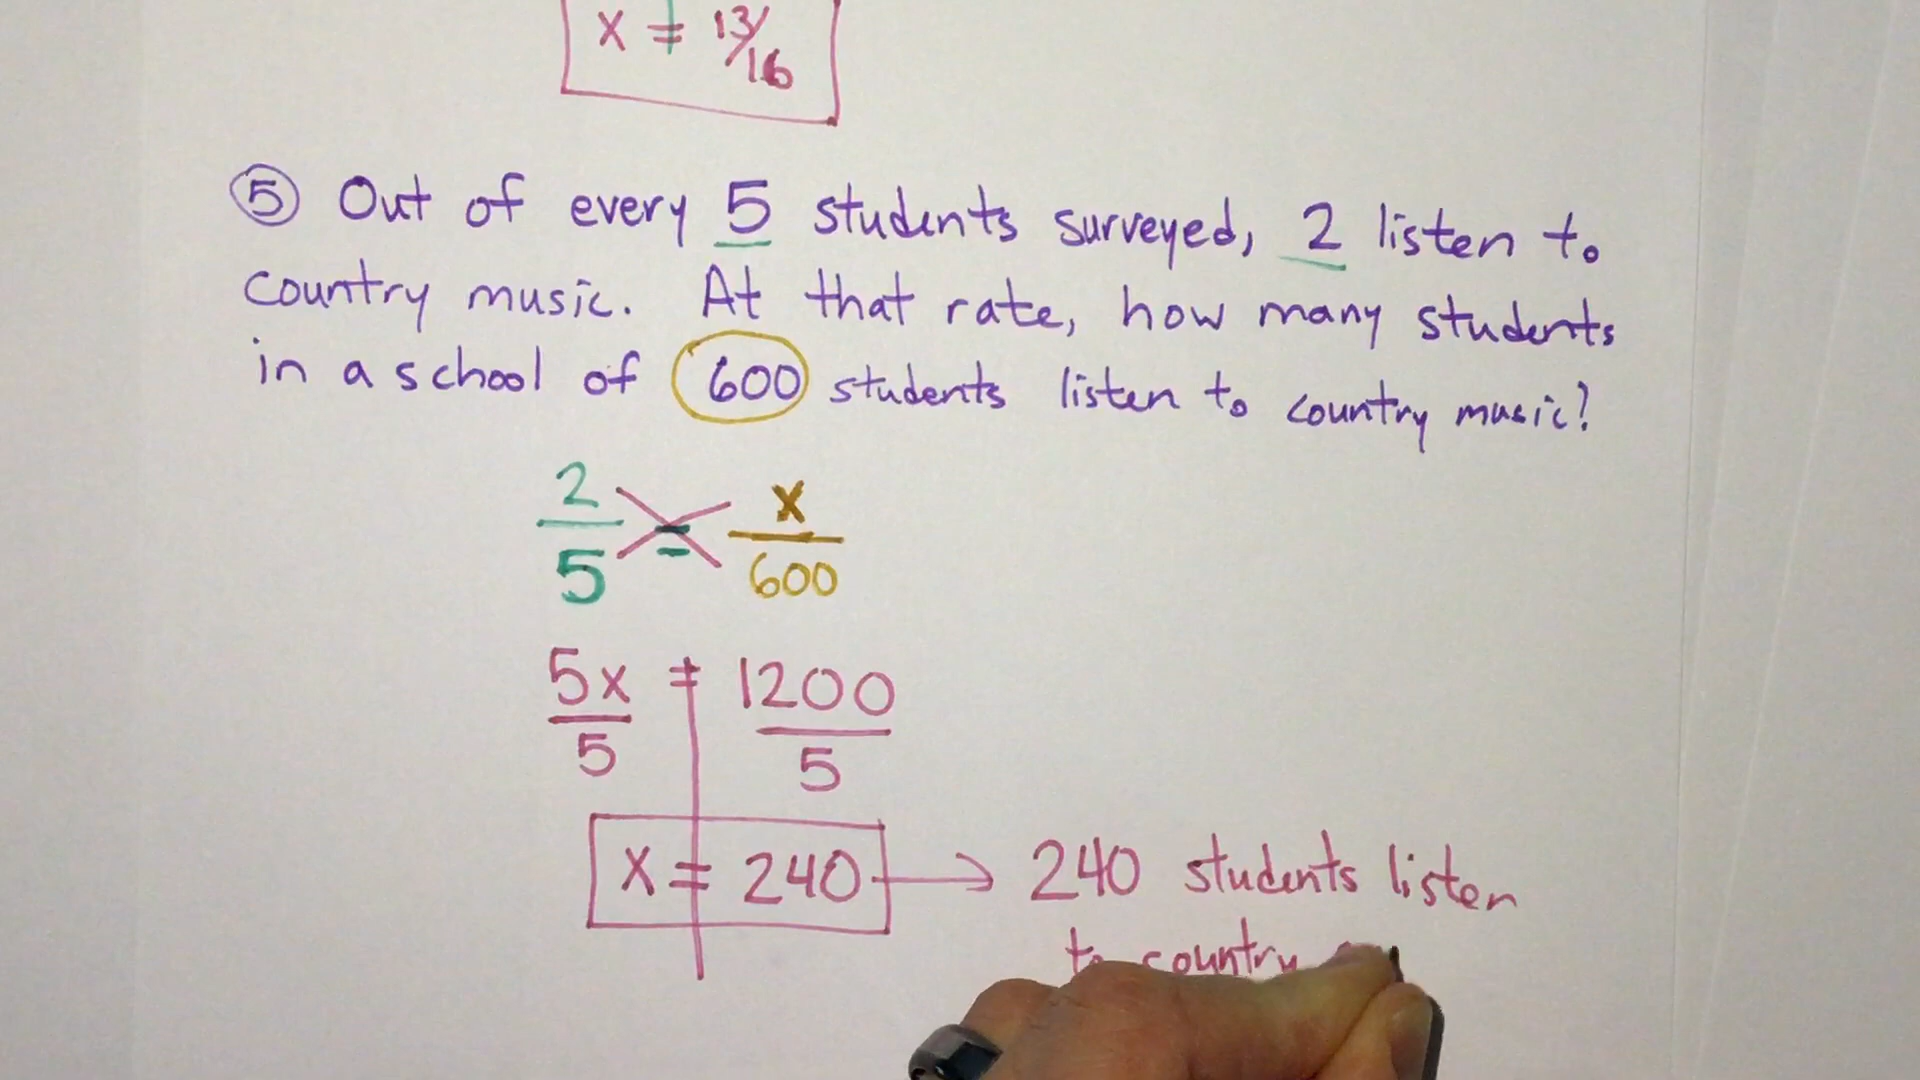 x = 13/16
⑤ Out of every 5 students surveyed, 2 listen to
country music. At that rate, how many students
in a school of 600 students listen to country music?
2/5 = x/600
5x/5 = 1200/5
x = 240 → 240 students listen
to country